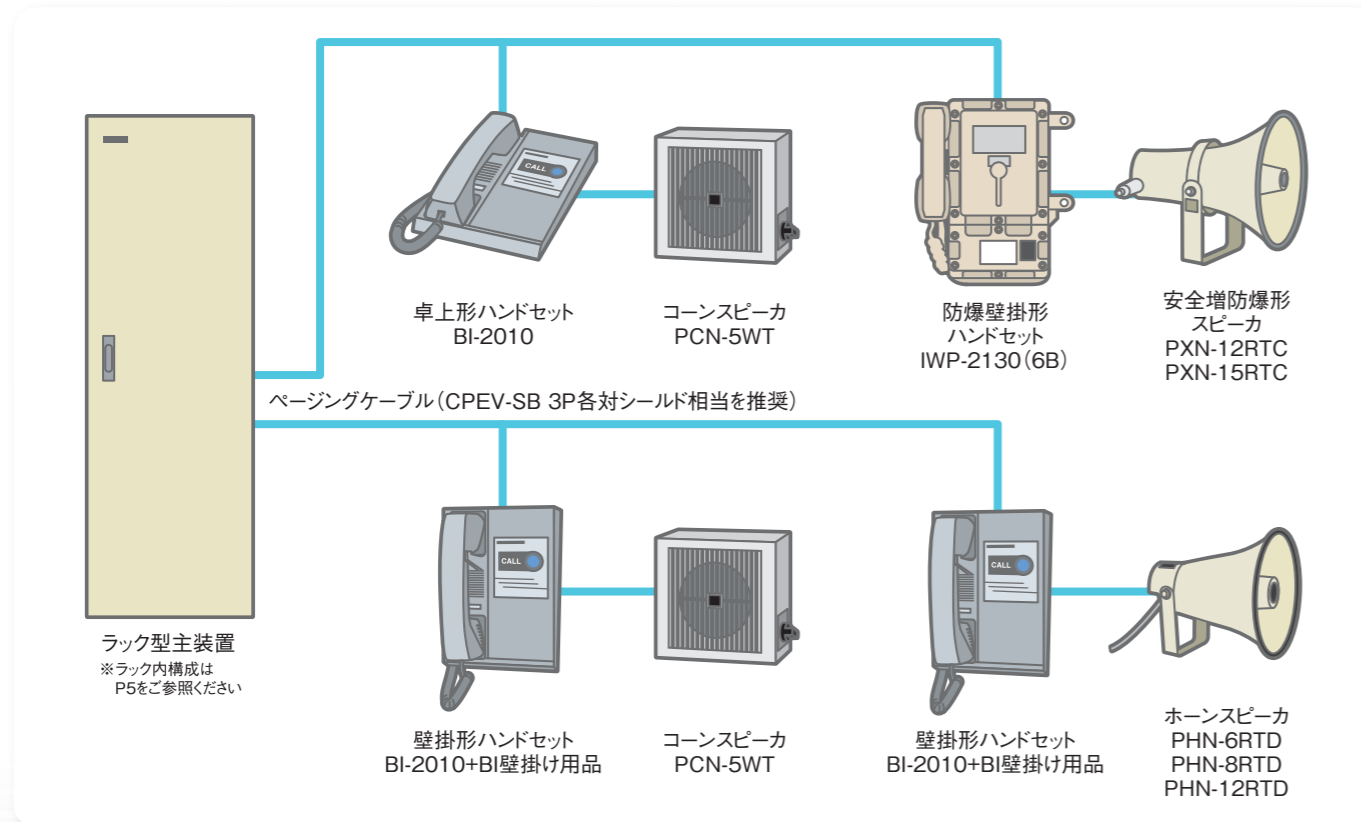 CALL
卓上形ハンドセット
BI-2010
コーンスピーカ
PCN-5WT
防爆壁掛形
ハンドセット
IWP-2130（6B）
安全増防爆形
スピーカ
PXN-12RTC
PXN-15RTC
ページングケーブル（CPEV-SB 3P各対シールド相当を推奨）
ラック型主装置
※ラック内構成は
P5をご参照ください
CALL
壁掛形ハンドセット
BI-2010+BI壁掛け用品
コーンスピーカ
PCN-5WT
CALL
壁掛形ハンドセット
BI-2010+BI壁掛け用品
ホーンスピーカ
PHN-6RTD
PHN-8RTD
PHN-12RTD